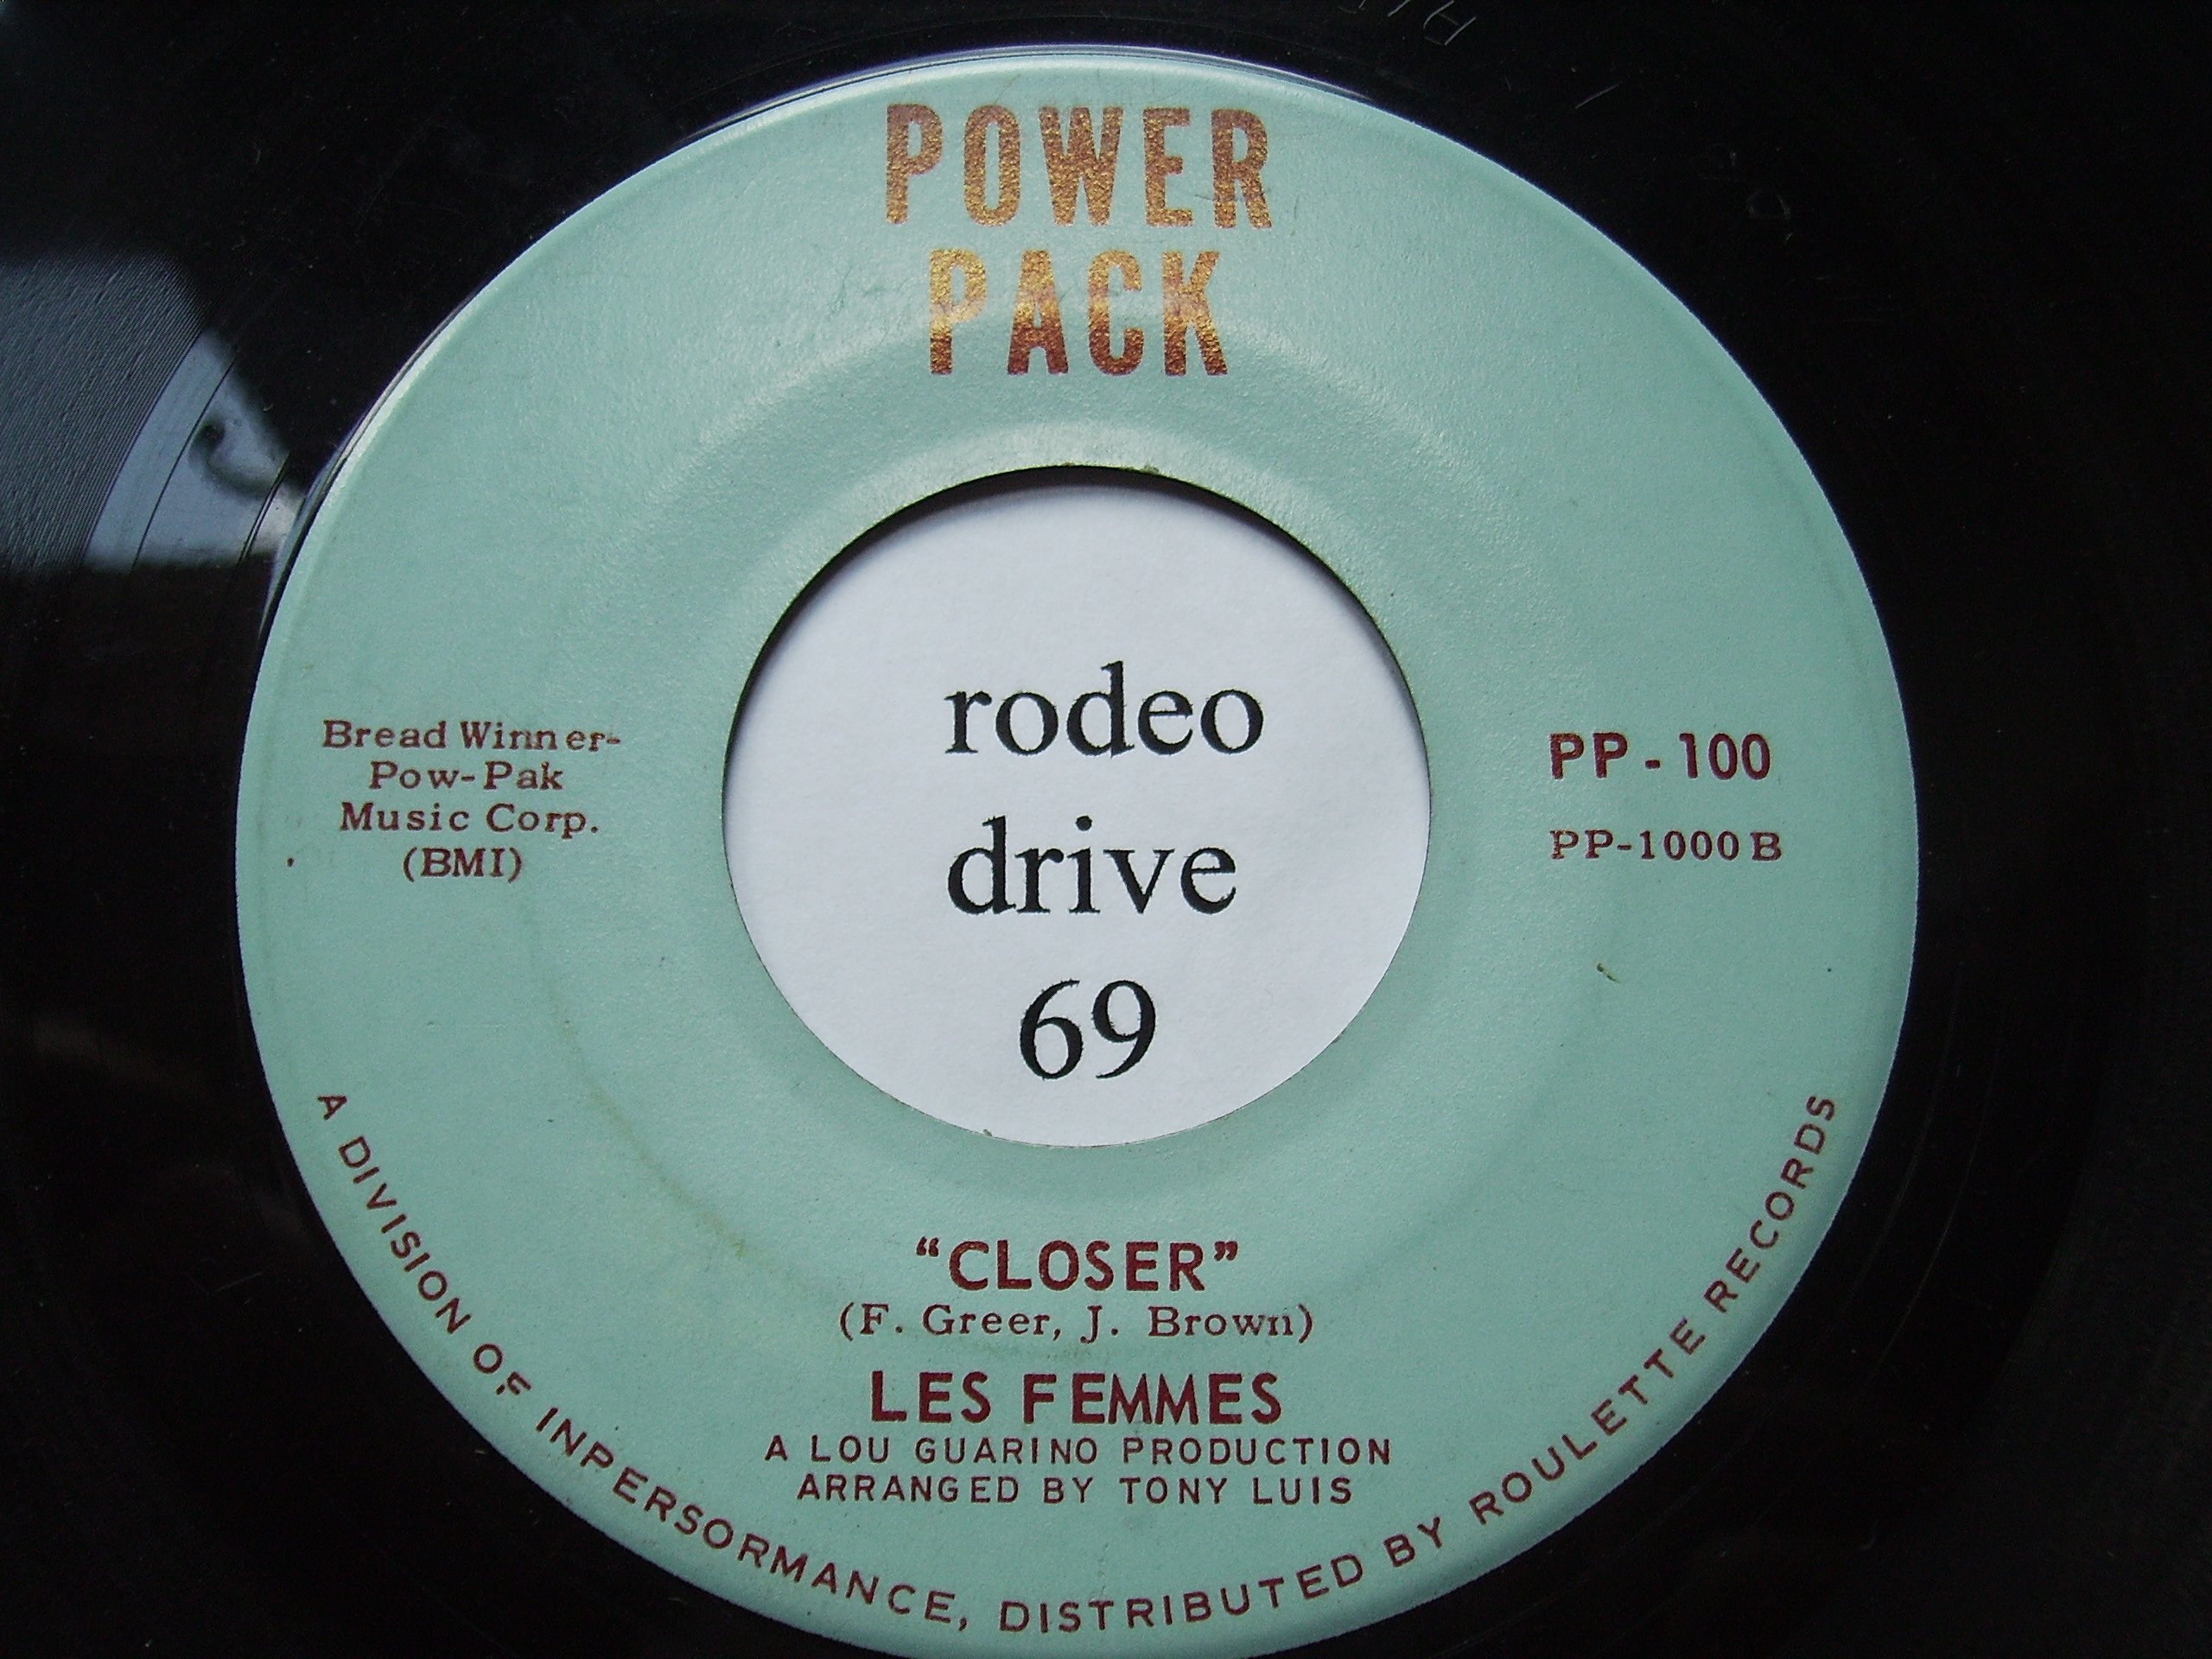 POWER
PACK
Bread Winner-
Pow-Pak
Music Corp.
(BMI)
rodeo
drive
69
PP-100
PP-1000 B
"CLOSER"
(F. Greer, J. Brown)
LES FEMMES
A LOU GUARINO PRODUCTION
ARRANGED BY TONY LUIS
A DIVISION OF INPERSORMANCE, DISTRIBUTED BY ROULETTE RECORDS